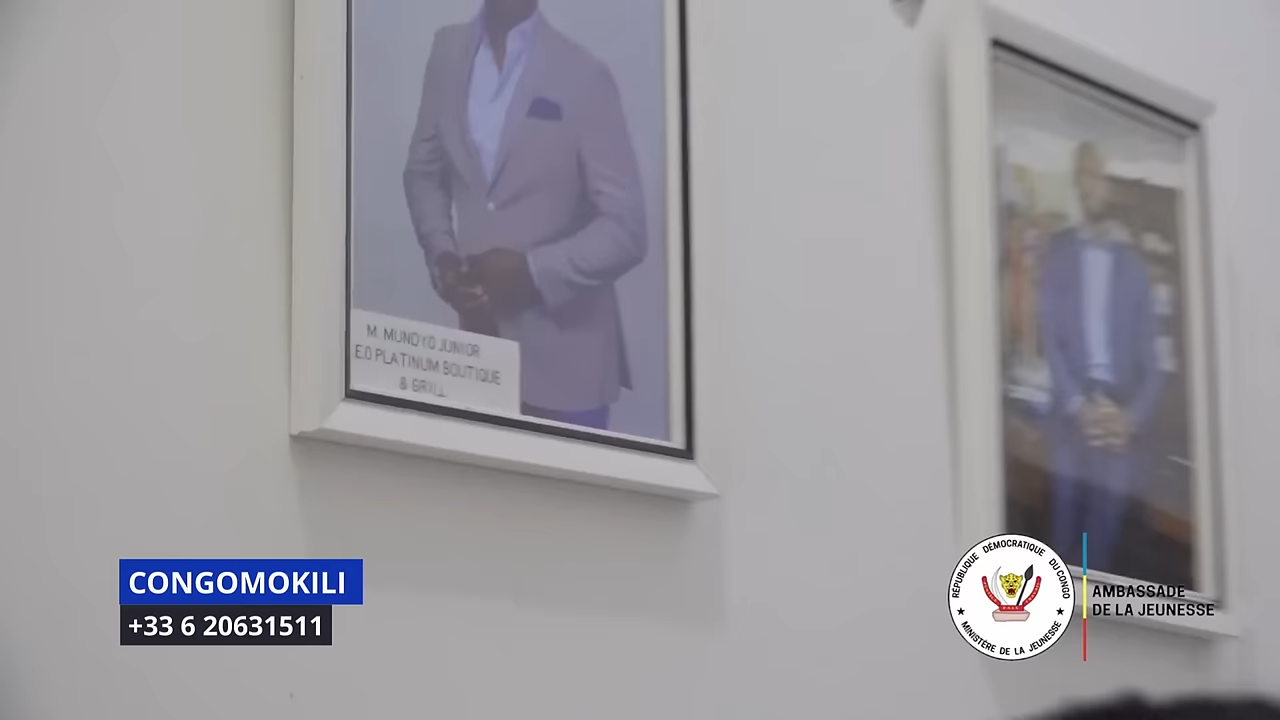 M. MUNDYO JUNIOR
E.O PLATINUM BOUTIQUE
& GRILL
CONGOMOKILI
+33 6 20631511
RÉPUBLIQUE DÉMOCRATIQUE DU CONGO
MINISTÈRE DE LA JEUNESSE
AMBASSADE
DE LA JEUNESSE